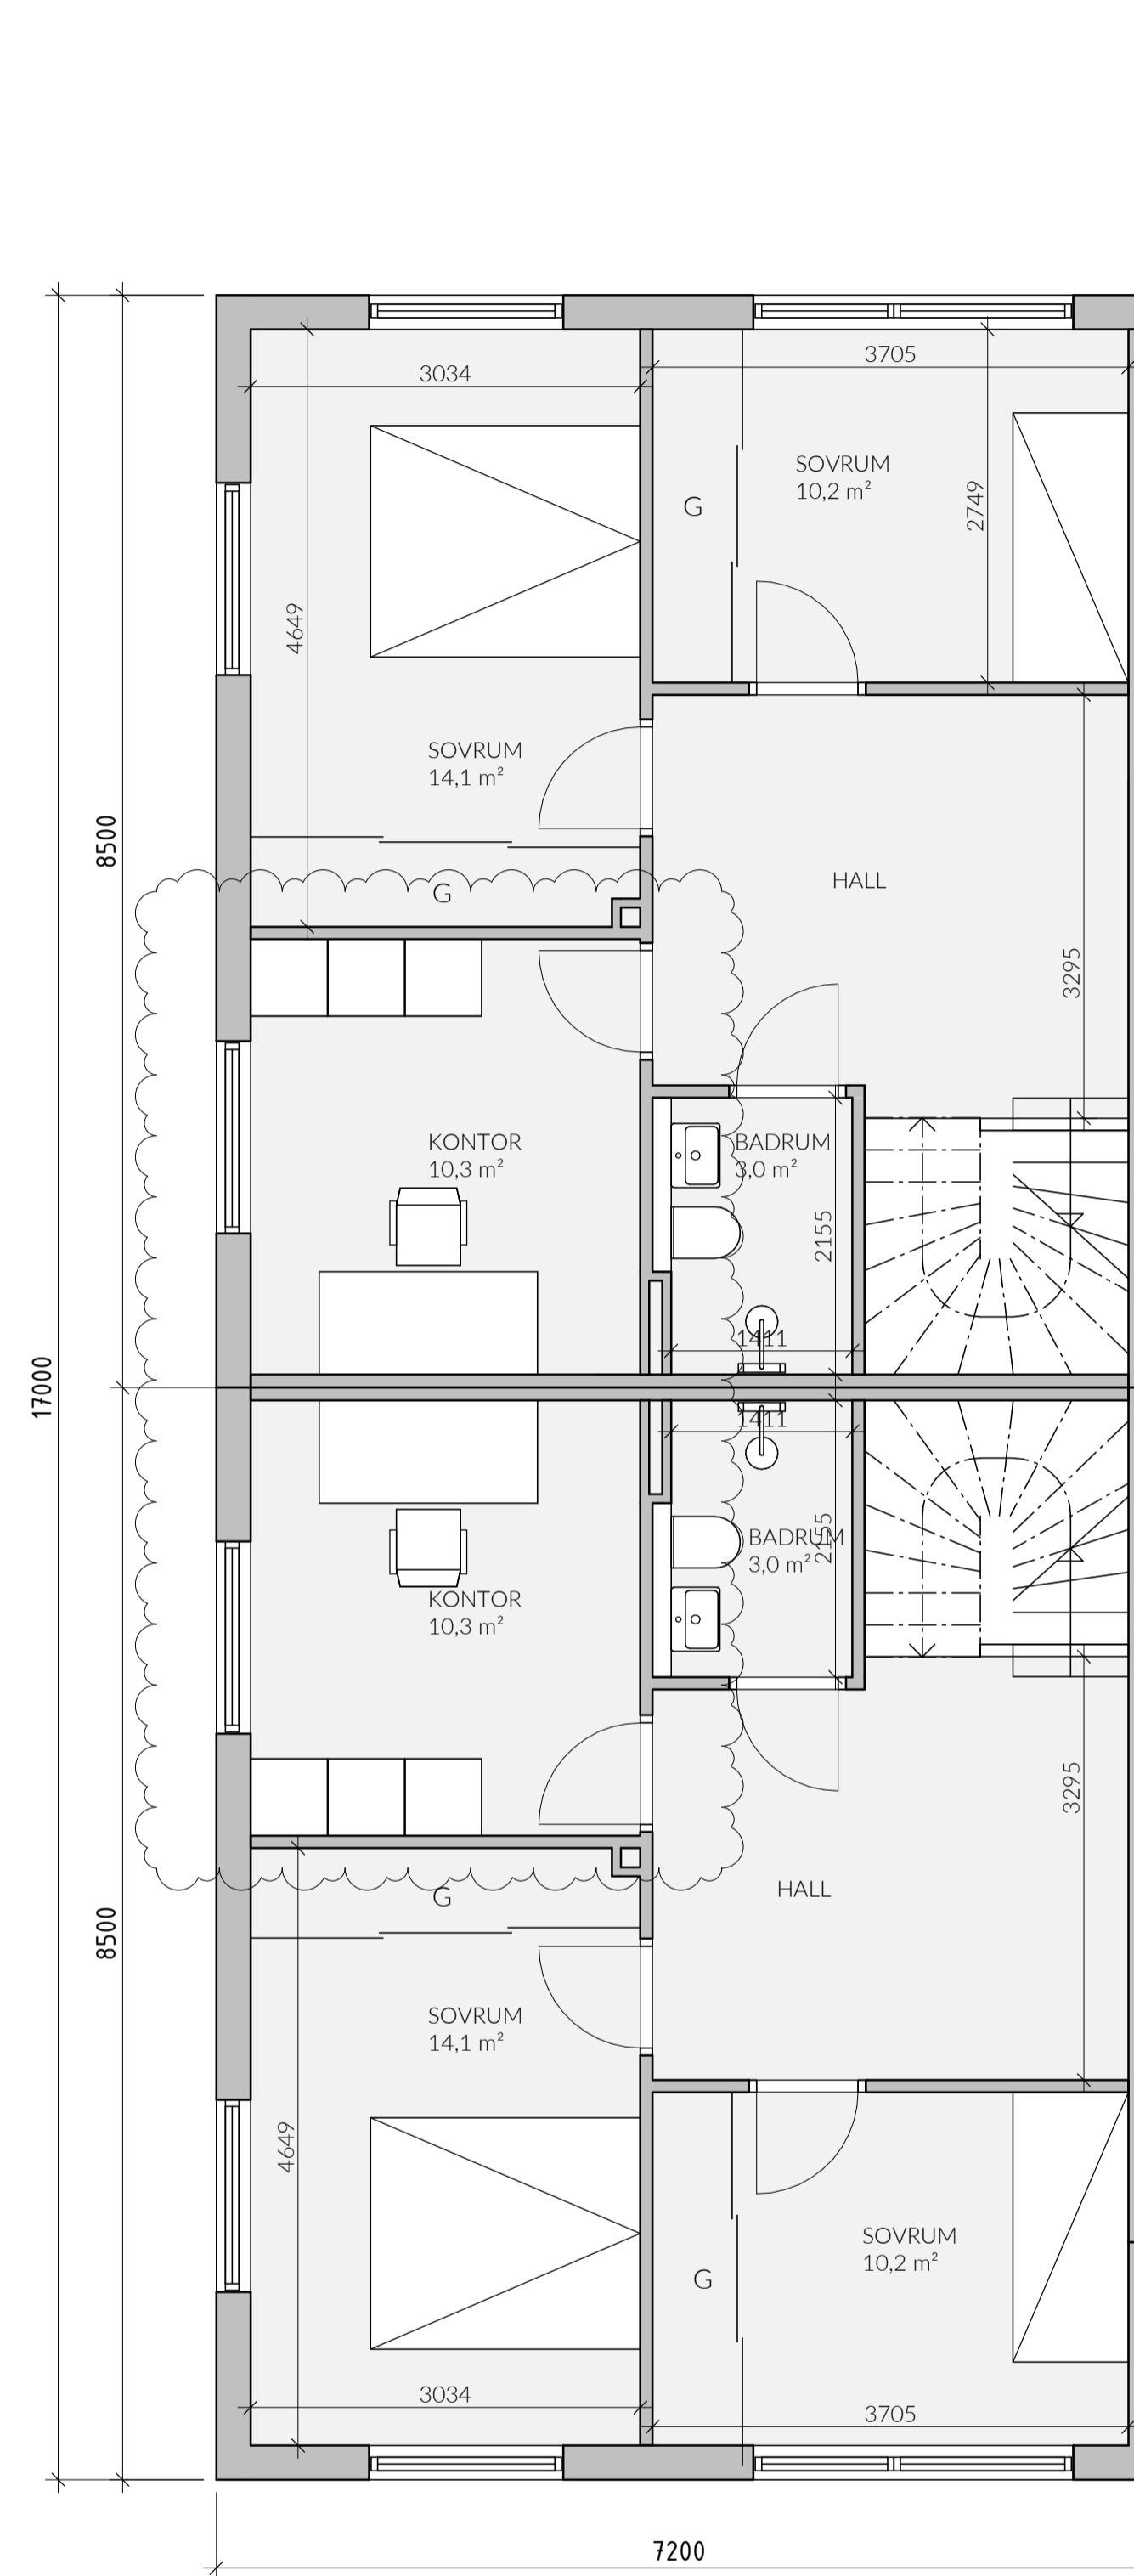 3705
3034
SOVRUM
10,2 m²
G
2749
4649
SOVRUM
14,1 m²
8500
HALL
G
3295
KONTOR
10,3 m²
BADRUM
3,0 m²
2155
1411
17000
1411
BADRUM
3,0 m²
2155
KONTOR
10,3 m²
3295
HALL
G
8500
SOVRUM
14,1 m²
4649
SOVRUM
10,2 m²
G
3034
3705
7200